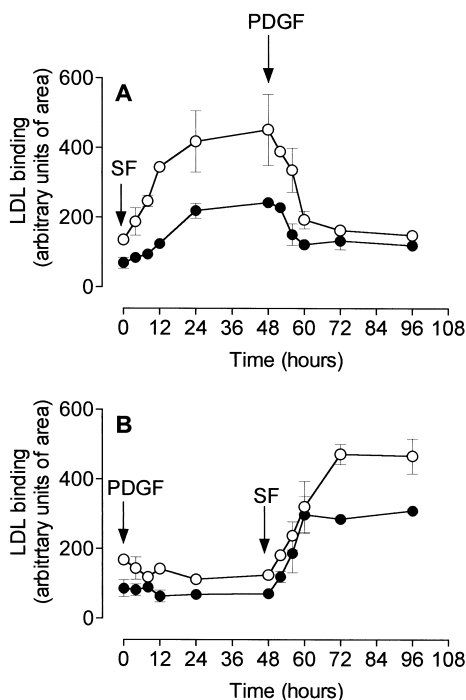 PDGF
600
A
LDL binding
(arbitrary units of area)
400
SF
200
0
0 12 24 36 48 60 72 84 96 108
Time (hours)
600
B
LDL binding
(arbitrtary units of area)
400
PDGF
SF
200
0
0 12 24 36 48 60 72 84 96 108
Time (hours)